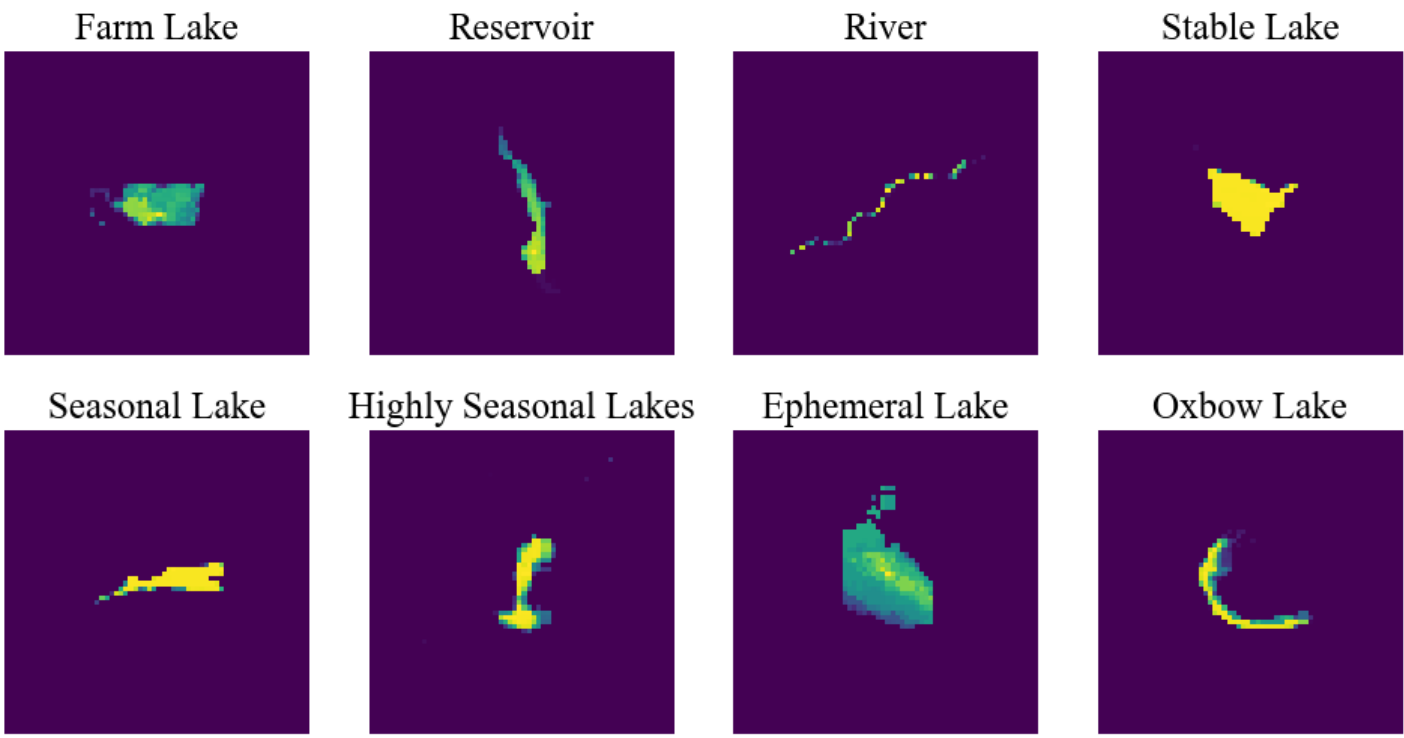 Farm Lake
Reservoir
River
Stable Lake
Seasonal Lake
Highly Seasonal Lakes
Ephemeral Lake
Oxbow Lake